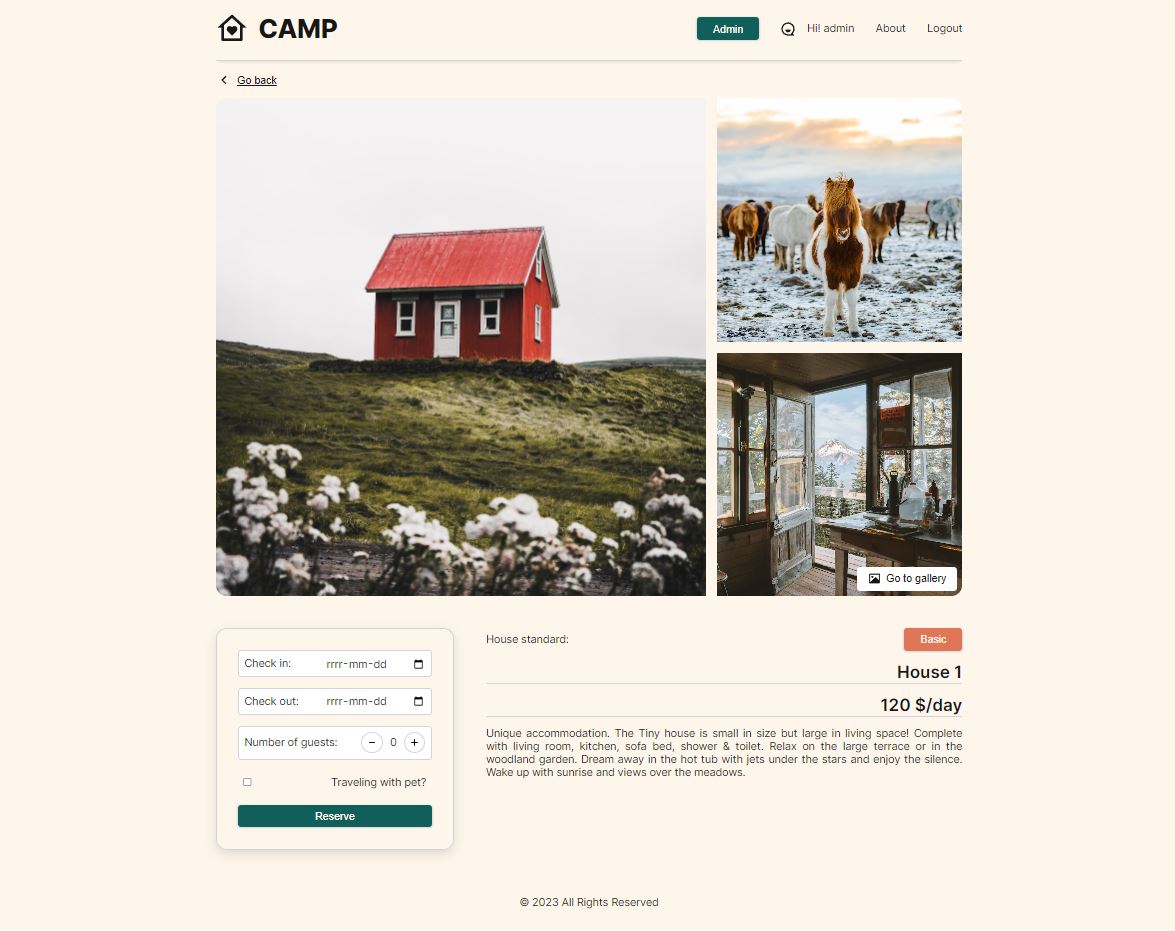 CAMP
Admin
Hi! admin
About
Logout
Go back
Go to gallery
Check in: rrrr-mm-dd
Check out: rrrr-mm-dd
Number of guests: − 0 +
Traveling with pet?
Reserve
House standard: Basic
House 1
120 $/day
Unique accommodation. The Tiny house is small in size but large in living space! Complete
with living room, kitchen, sofa bed, shower & toilet. Relax on the large terrace or in the
woodland garden. Dream away in the hot tub with jets under the stars and enjoy the silence.
Wake up with sunrise and views over the meadows.
© 2023 All Rights Reserved